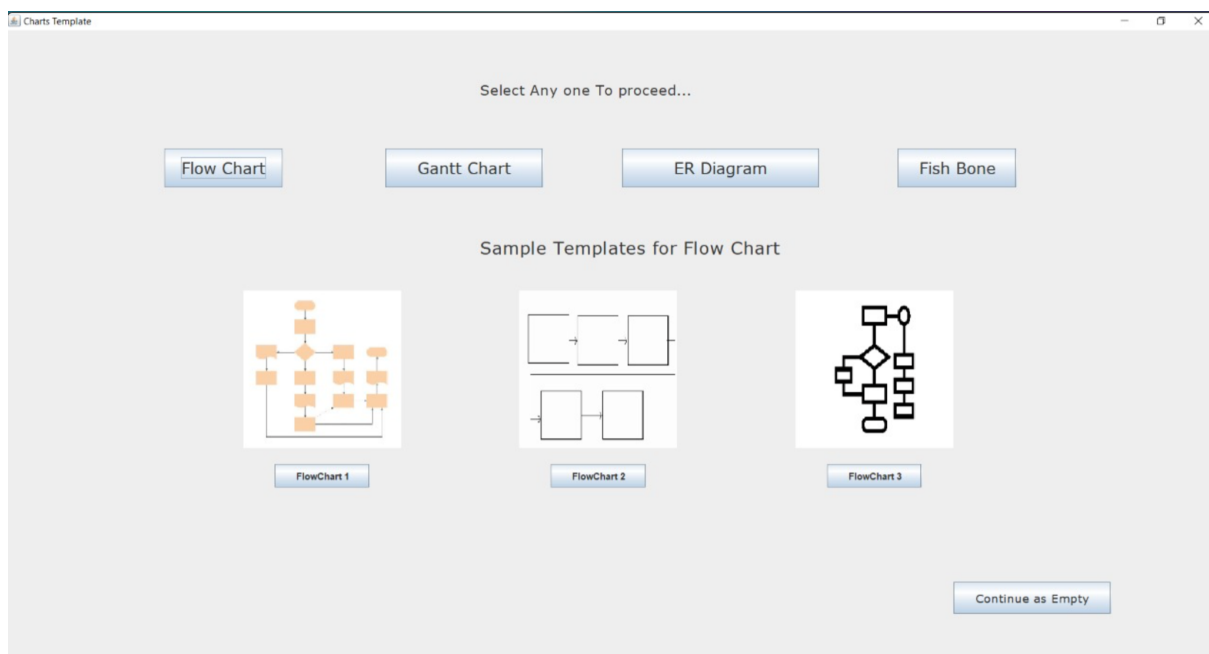 Charts Template
Select Any one To proceed...
Flow Chart
Gantt Chart
ER Diagram
Fish Bone
Sample Templates for Flow Chart
FlowChart 1
FlowChart 2
FlowChart 3
Continue as Empty